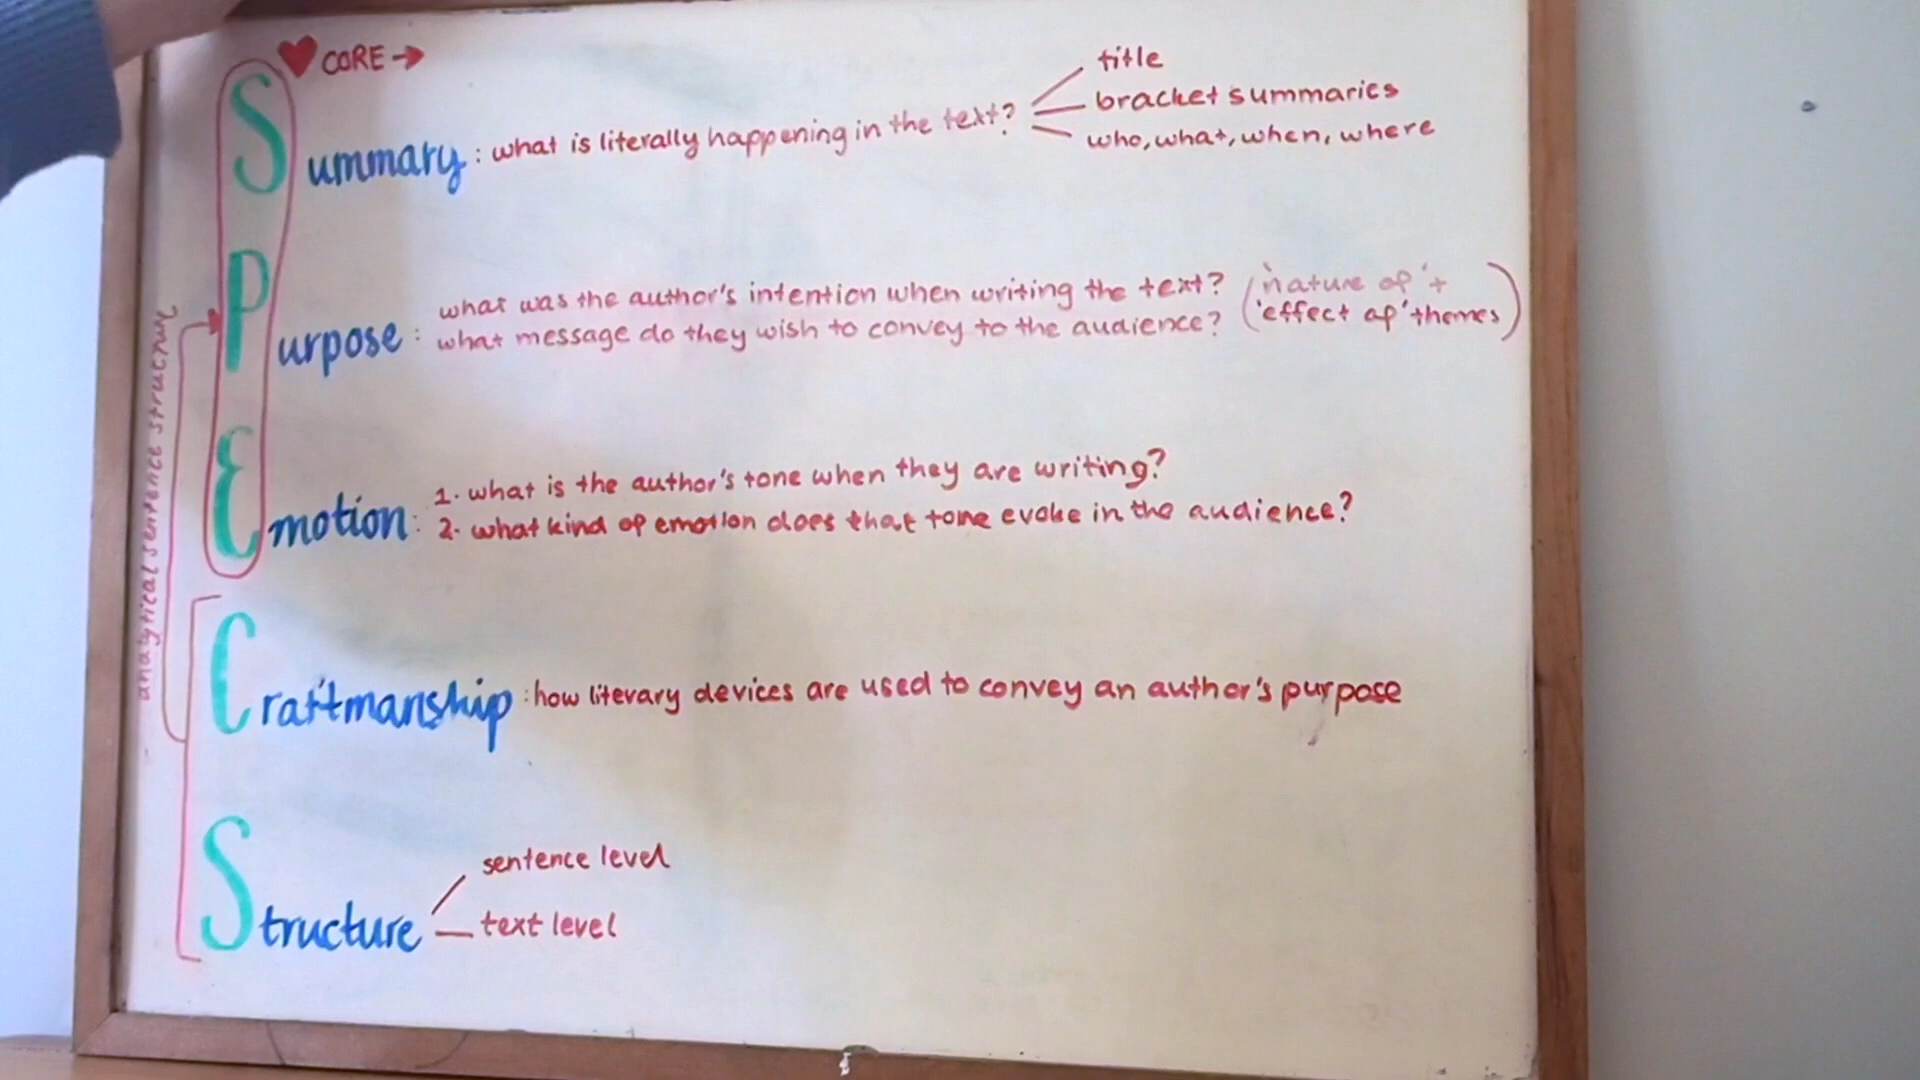 ♥ CORE →
Summary: what is literally happening in the text?
title
bracket summaries
who, what, when, where
Purpose: what was the author's intention when writing the text?
what message do they wish to convey to the audience?
('nature of' +
'effect of' themes)
Emotion: 1. what is the author's tone when they are writing?
2. what kind of emotion does that tone evoke in the audience?
Craftmanship: how literary devices are used to convey an author's purpose
Structure
sentence level
text level
analytical sentence structure